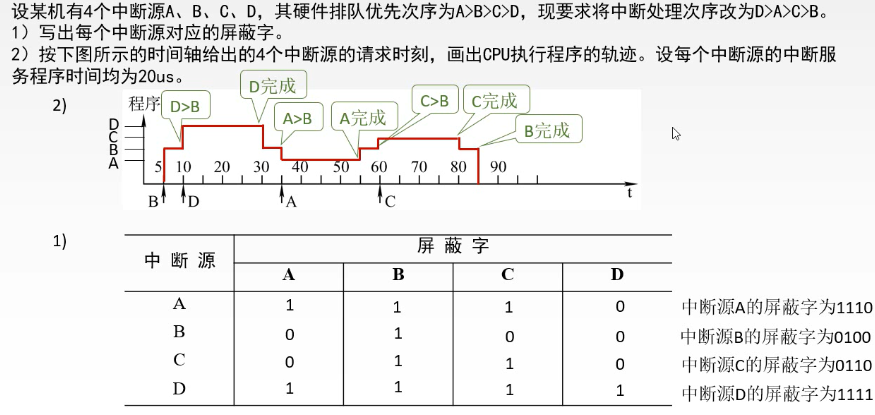 设某机有4个中断源A、B、C、D，其硬件排队优先次序为A>B>C>D，现要求将中断处理次序改为D>A>C>B。
1）写出每个中断源对应的屏蔽字。
2）按下图所示的时间轴给出的4个中断源的请求时刻，画出CPU执行程序的轨迹。设每个中断源的中断服
务程序时间均为20us。
2)
程序
D>B
D完成
A>B
A完成
C>B
C完成
B完成
D
C
B
A
5 10 20 30 40 50 60 70 80 90
B D A C t
1)
中断源 屏蔽字
A B C D
A 1 1 1 0 中断源A的屏蔽字为1110
B 0 1 0 0 中断源B的屏蔽字为0100
C 0 1 1 0 中断源C的屏蔽字为0110
D 1 1 1 1 中断源D的屏蔽字为1111